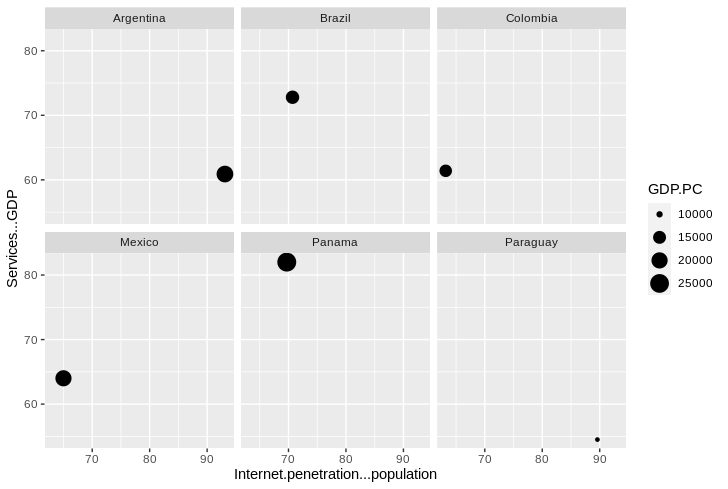 Argentina Brazil Colombia
80
70
60
Mexico Panama Paraguay
80
70
60
70 80 90 70 80 90 70 80 90
Internet.penetration...population
Services...GDP
GDP.PC
10000
15000
20000
25000